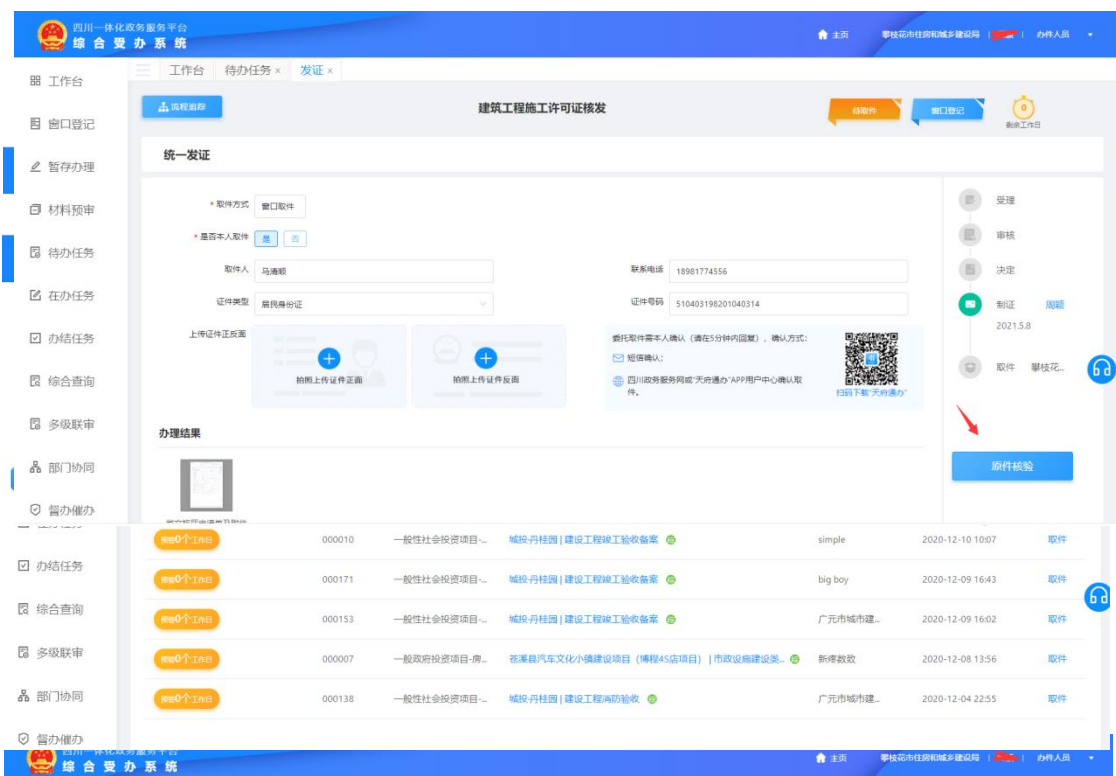 四川一体化政务服务平台
综合受办系统
主页 攀枝花市住房和城乡建设局 | | 办件人员
工作台 待办任务 × 发证 ×
工作台
窗口登记
暂存办理
材料预审
待办任务
在办任务
办结任务
综合查询
多级联审
部门协同
督办催办
流程追踪
建筑工程施工许可证核发
待取件
窗口登记
0
剩余工作日
统一发证
* 取件方式 窗口取件
* 是否本人取件 是 否
取件人 马清顺
联系电话 18981774556
证件类型 居民身份证
证件号码 510403198201040314
上传证件正反面
拍照上传证件正面
拍照上传证件反面
委托取件需本人确认（请在5分钟内回复），确认方式：
短信确认；
四川政务服务网或"天府通办"APP用户中心确认取件。
扫码下载"天府通办"
办理结果
受理
审核
决定
制证 周颖
2021.5.8
取件 攀枝花...
原件核验
办结任务
综合查询
多级联审
部门协同
督办催办
预警0个工作日 000010 一般性社会投资项目-... 城投·丹桂园 | 建设工程竣工验收备案 simple 2020-12-10 10:07 取件
预警0个工作日 000171 一般性社会投资项目-... 城投·丹桂园 | 建设工程竣工验收备案 big boy 2020-12-09 16:43 取件
预警0个工作日 000153 一般性社会投资项目-... 城投·丹桂园 | 建设工程竣工验收备案 广元市城市建... 2020-12-09 16:02 取件
预警0个工作日 000007 一般政府投资项目-房... 苍溪县汽车文化小镇建设项目（博程4S店项目）| 市政设施建设类... 2020-12-08 13:56 取件
预警0个工作日 000138 一般性社会投资项目-... 城投·丹桂园 | 建设工程消防验收 广元市城市建... 2020-12-04 22:55 取件
四川一体化政务服务平台
综合受办系统
主页 攀枝花市住房和城乡建设局 | | 办件人员